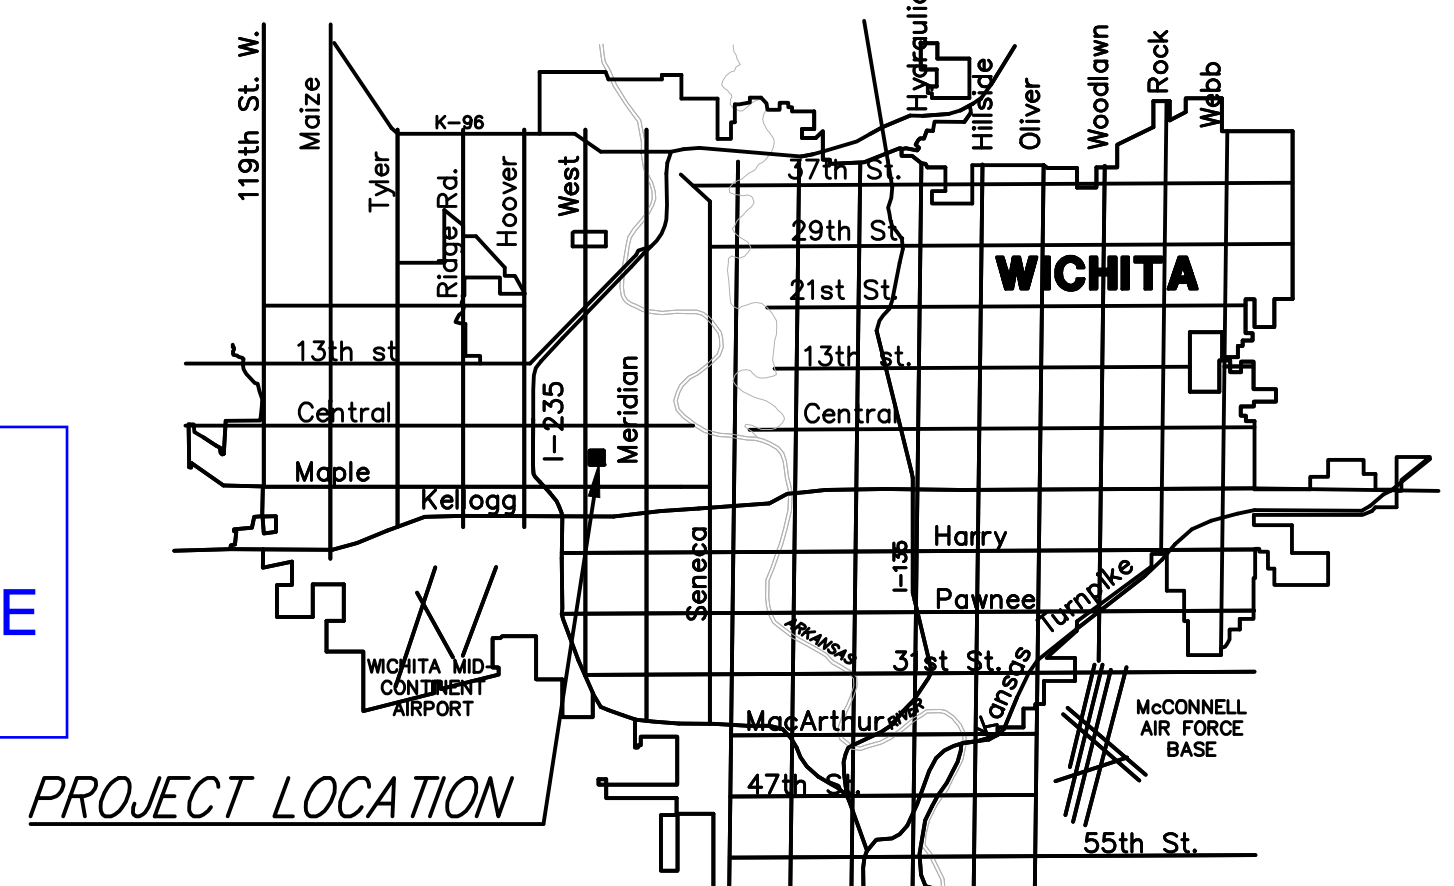 119th St. W.
Maize
Tyler
K-96
Ridge Rd.
Hoover
West
Hydraulic
Hillside
Oliver
Woodlawn
Rock
Webb
37th St.
29th St.
21st St.
WICHITA
13th st
13th st.
I-235
Meridian
Central
Central
Maple
Kellogg
Seneca
I-135
Harry
Pawnee
Kansas Turnpike
ARKANSAS RIVER
31st St.
E
WICHITA MID-
CONTINENT
AIRPORT
MacArthur
McCONNELL
AIR FORCE
BASE
PROJECT LOCATION
47th St.
55th St.